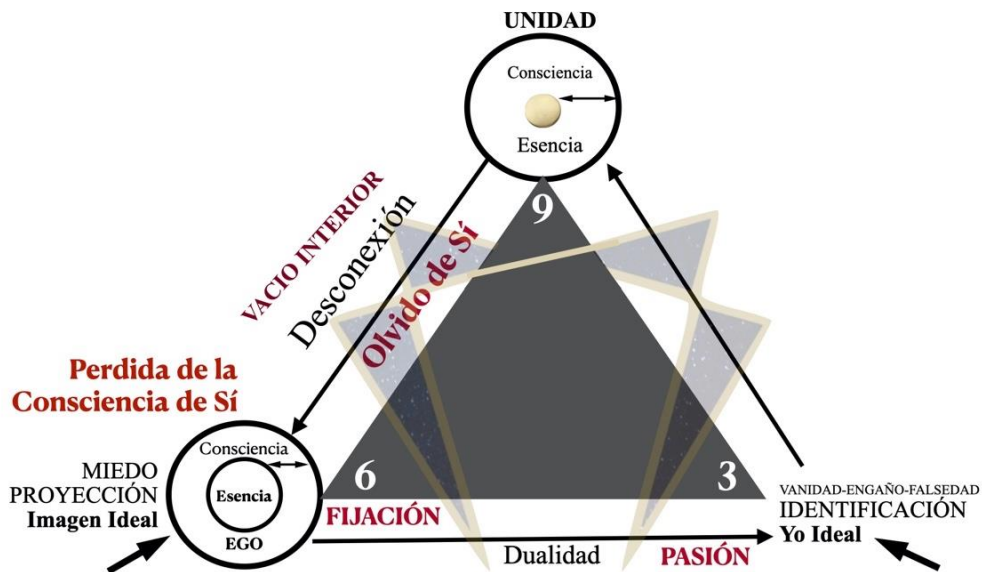 UNIDAD
Consciencia
Esencia
9
VACIO INTERIOR
Desconexión
Olvido de Sí
Perdida de la
Consciencia de Sí
Consciencia
Esencia
EGO
MIEDO
PROYECCIÓN
Imagen Ideal
6
3
FIJACIÓN
Dualidad
PASIÓN
VANIDAD-ENGAÑO-FALSEDAD
IDENTIFICACIÓN
Yo Ideal